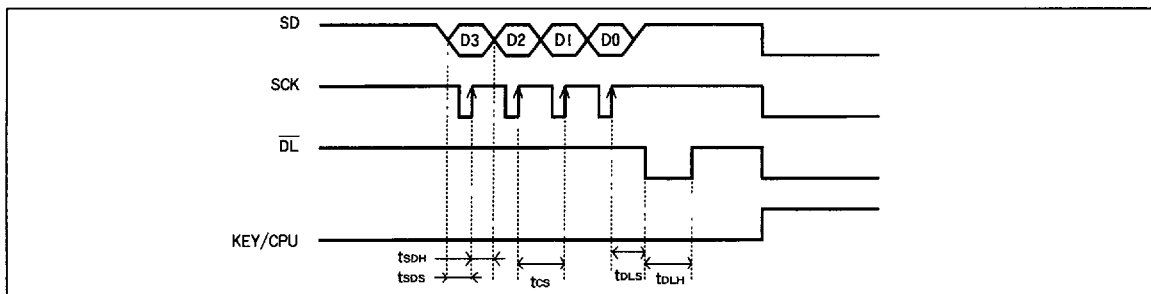 SD
D3 D2 D1 D0
SCK
DL
KEY/CPU
tSDH
tSDS
tCS
tDLS
tDLH